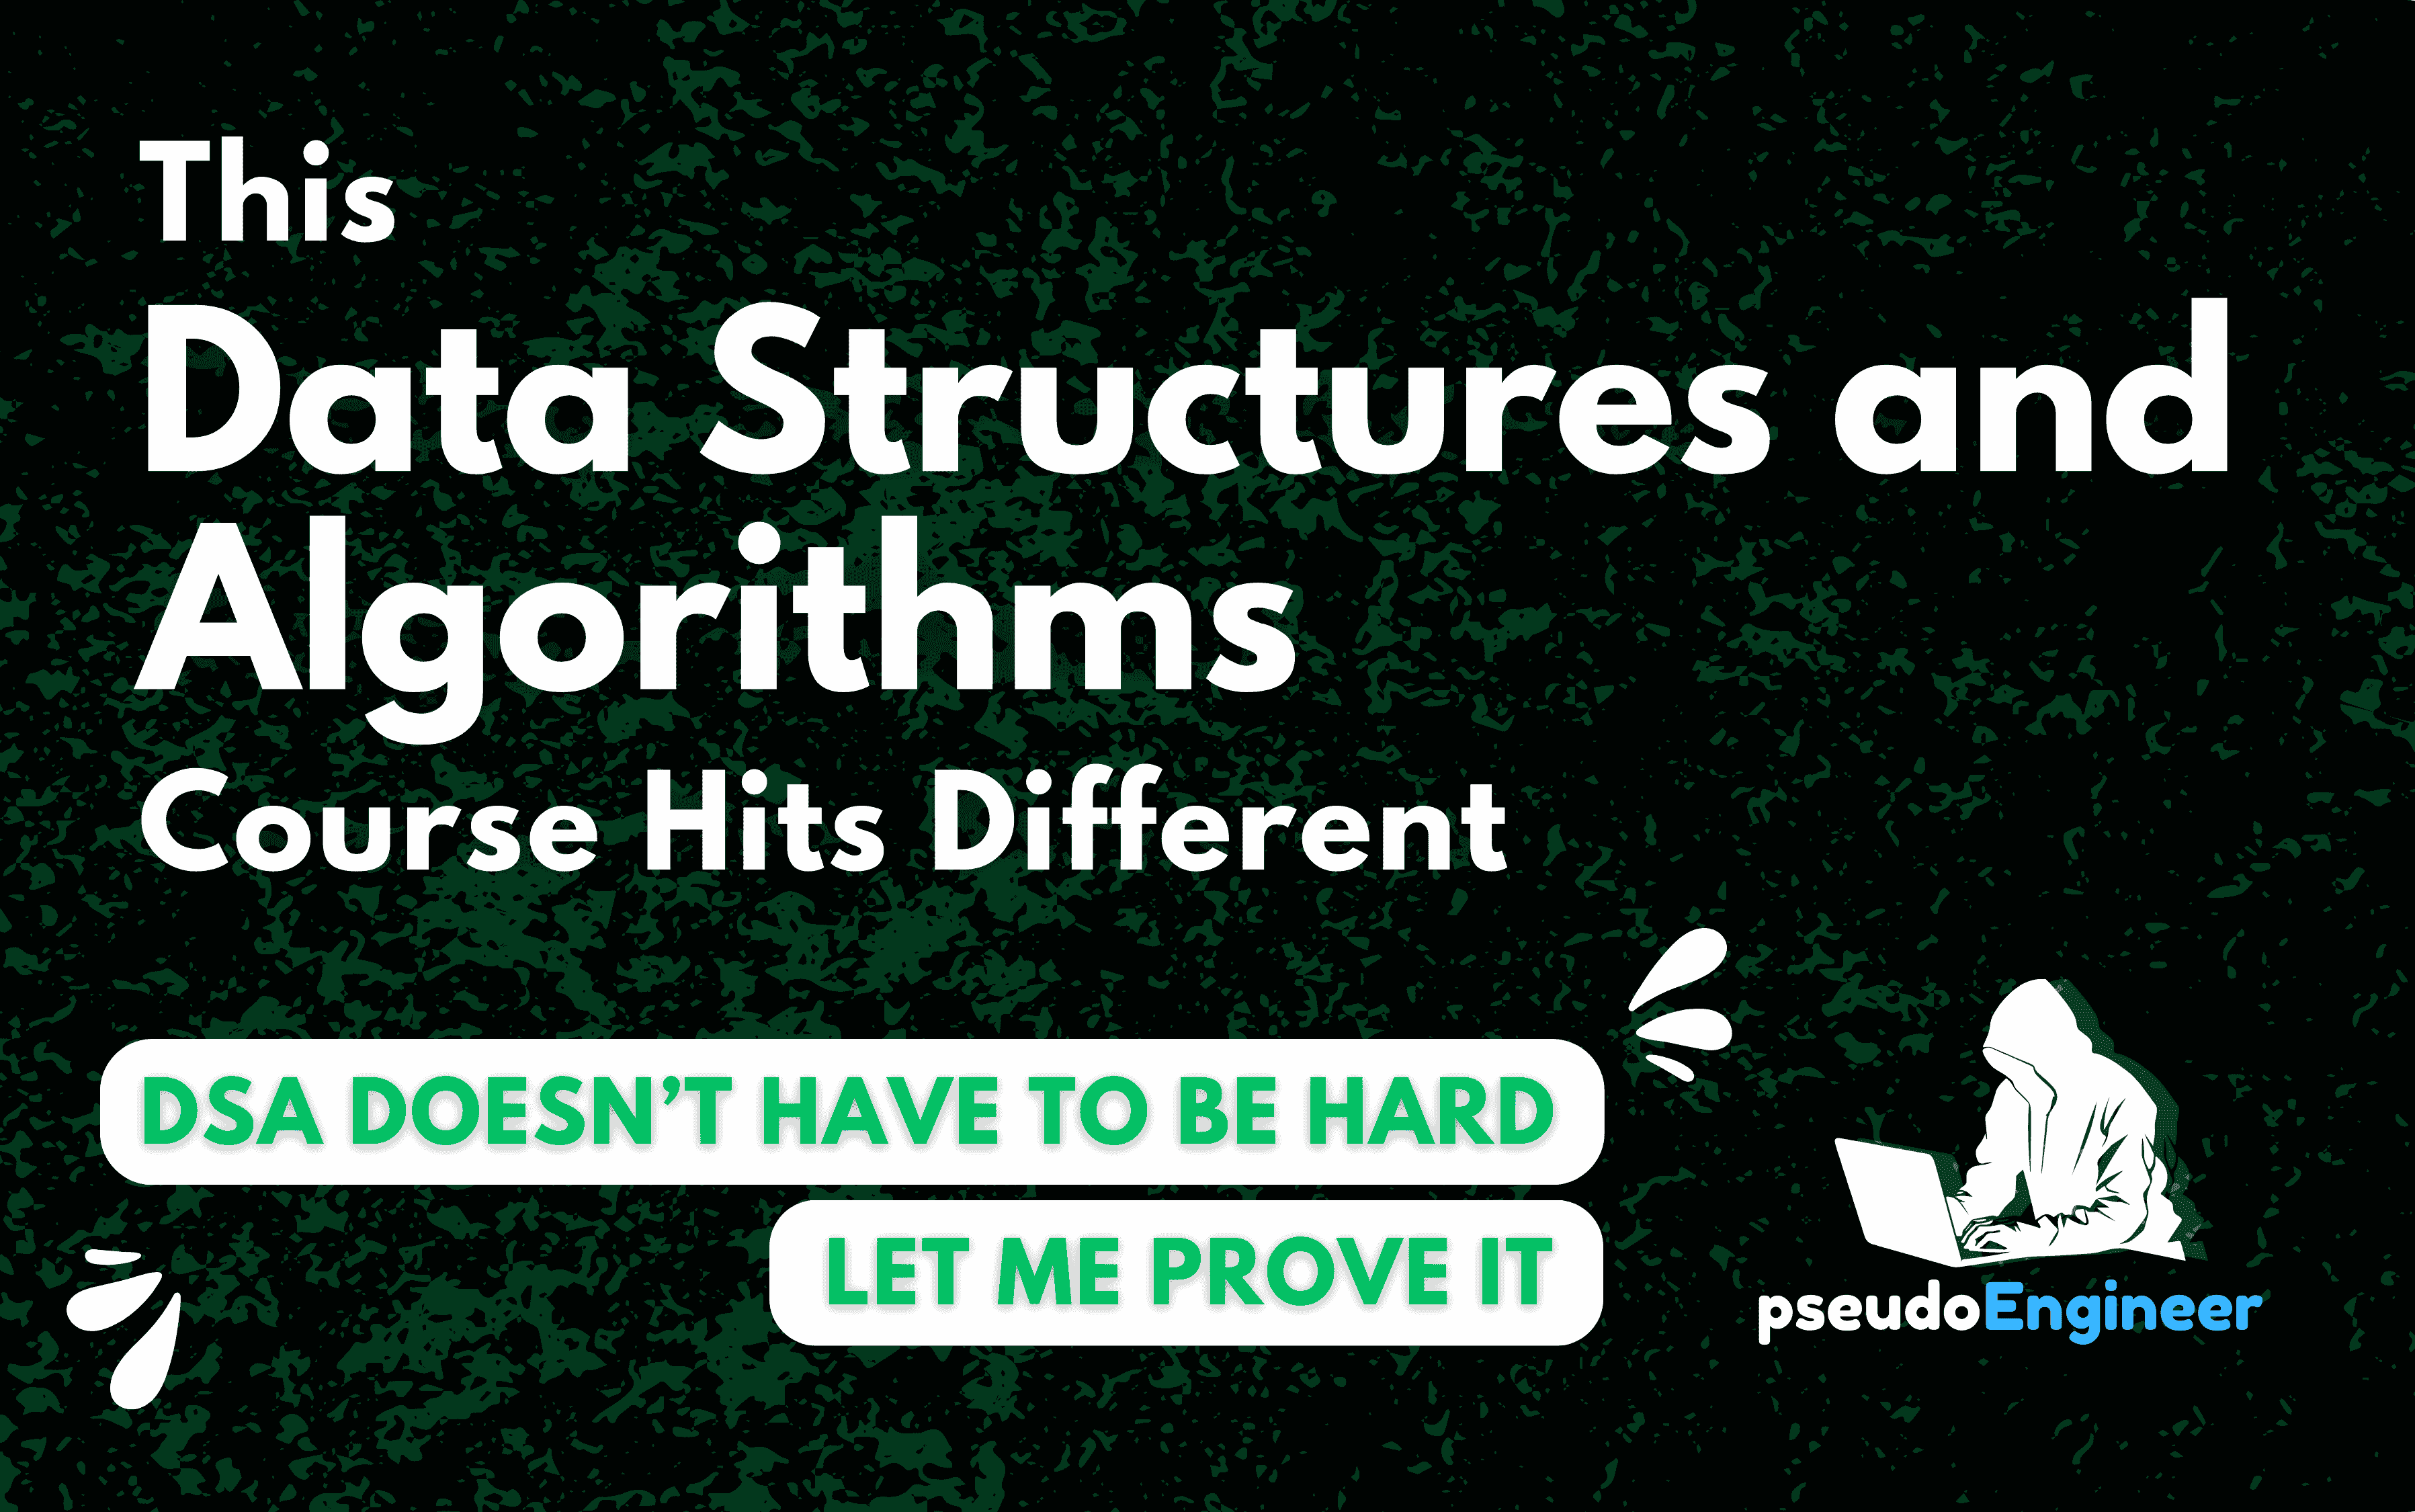 This
Data Structures and
Algorithms
Course Hits Different
DSA DOESN’T HAVE TO BE HARD
LET ME PROVE IT
pseudoEngineer